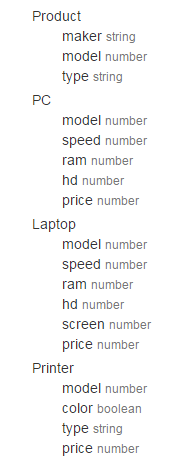 Product
maker string
model number
type string
PC
model number
speed number
ram number
hd number
price number
Laptop
model number
speed number
ram number
hd number
screen number
price number
Printer
model number
color boolean
type string
price number